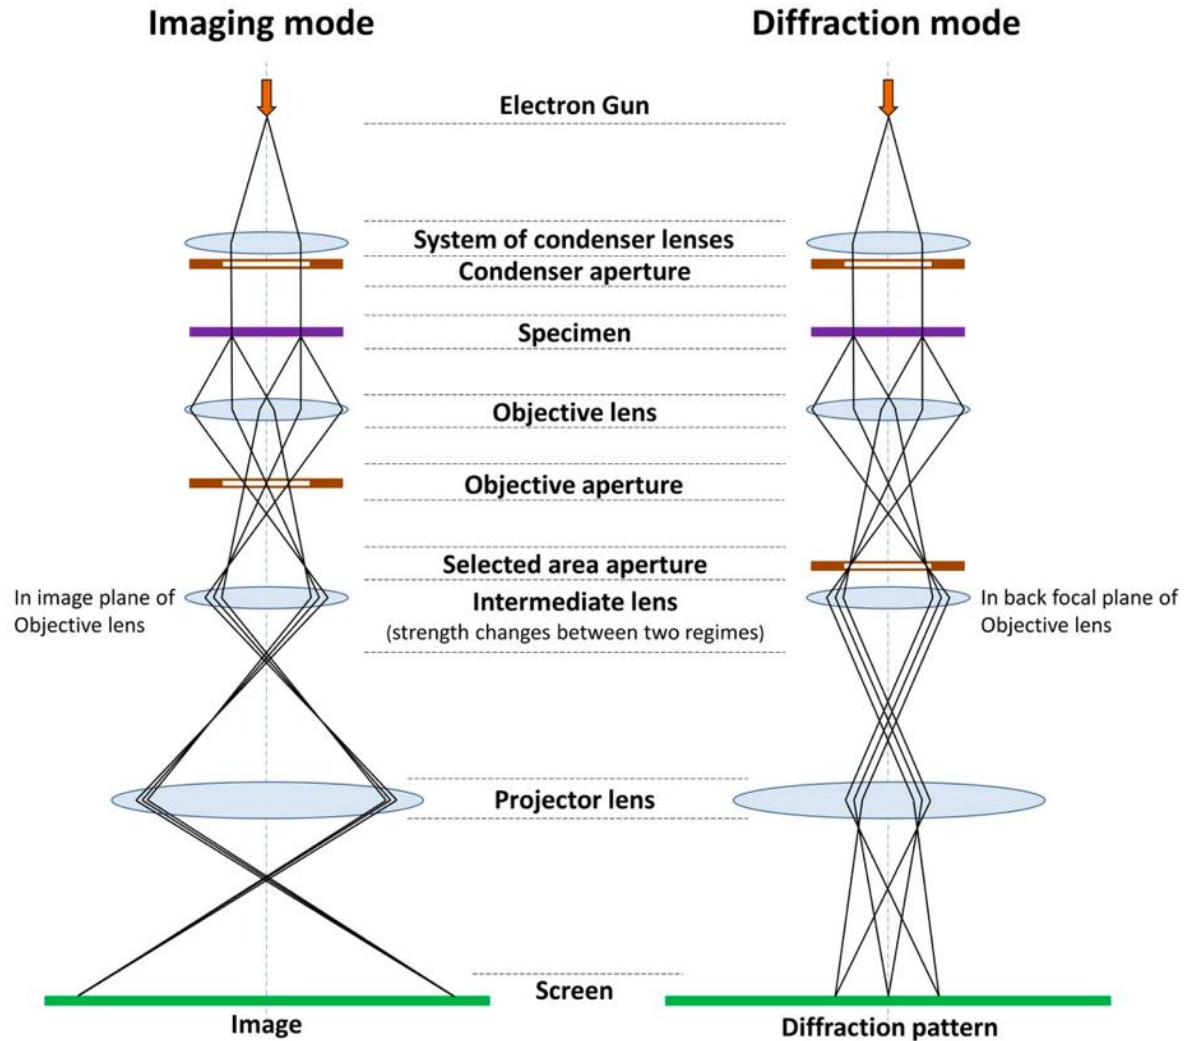 Imaging mode
Diffraction mode
Electron Gun
System of condenser lenses
Condenser aperture
Specimen
Objective lens
Objective aperture
Selected area aperture
In image plane of
Objective lens
Intermediate lens
(strength changes between two regimes)
In back focal plane of
Objective lens
Projector lens
Screen
Image
Diffraction pattern